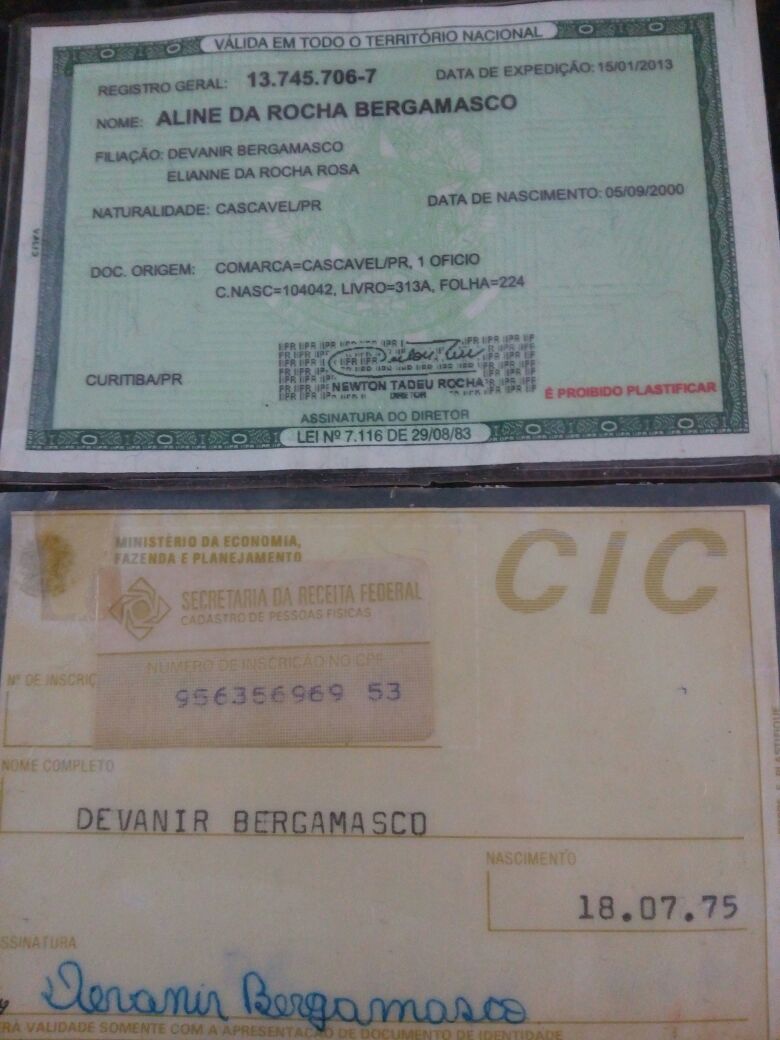 VÁLIDA EM TODO O TERRITÓRIO NACIONAL
REGISTRO GERAL: 13.745.706-7 DATA DE EXPEDIÇÃO: 15/01/2013
NOME: ALINE DA ROCHA BERGAMASCO
FILIAÇÃO: DEVANIR BERGAMASCO
ELIANNE DA ROCHA ROSA
NATURALIDADE: CASCAVEL/PR DATA DE NASCIMENTO: 05/09/2000
DOC. ORIGEM: COMARCA=CASCAVEL/PR, 1 OFICIO
C.NASC=104042, LIVRO=313A, FOLHA=224
CURITIBA/PR
NEWTON TADEU ROCHA
DIRETOR
É PROIBIDO PLASTIFICAR
ASSINATURA DO DIRETOR
LEI Nº 7.116 DE 29/08/83
MINISTÉRIO DA ECONOMIA,
FAZENDA E PLANEJAMENTO
CIC
SECRETARIA DA RECEITA FEDERAL
CADASTRO DE PESSOAS FISICAS
NUMERO DE INSCRIÇÃO NO CPF
Nº DE INSCRIÇ
956356969 53
NOME COMPLETO
DEVANIR BERGAMASCO
NASCIMENTO
18.07.75
SSINATURA
Devanir Bergamasco
ERÁ VALIDADE SOMENTE COM A APRESENTAÇÃO DE DOCUMENTO DE IDENTIDADE